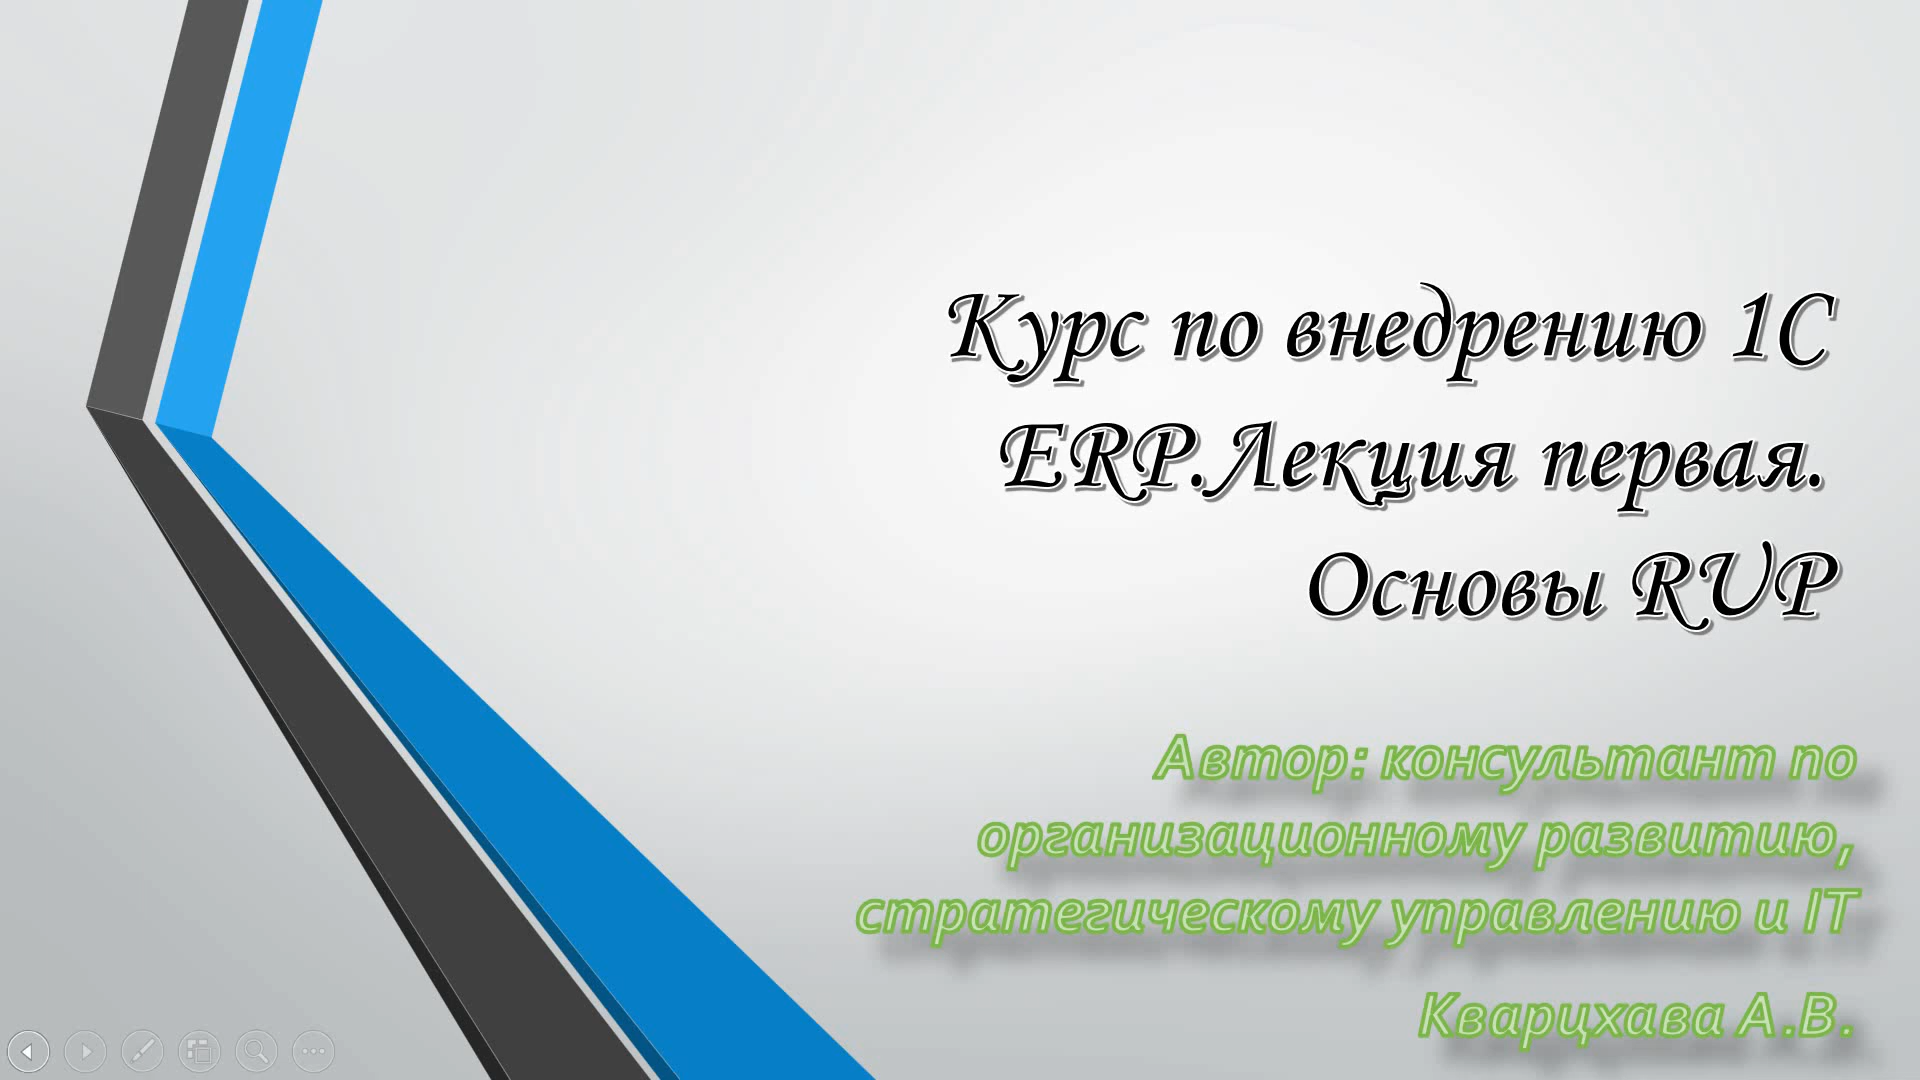 Курс по внедрению 1С
ERP.Лекция первая.
Основы RUP
Автор: консультант по
организационному развитию,
стратегическому управлению и IT
Кварцхава А.В.